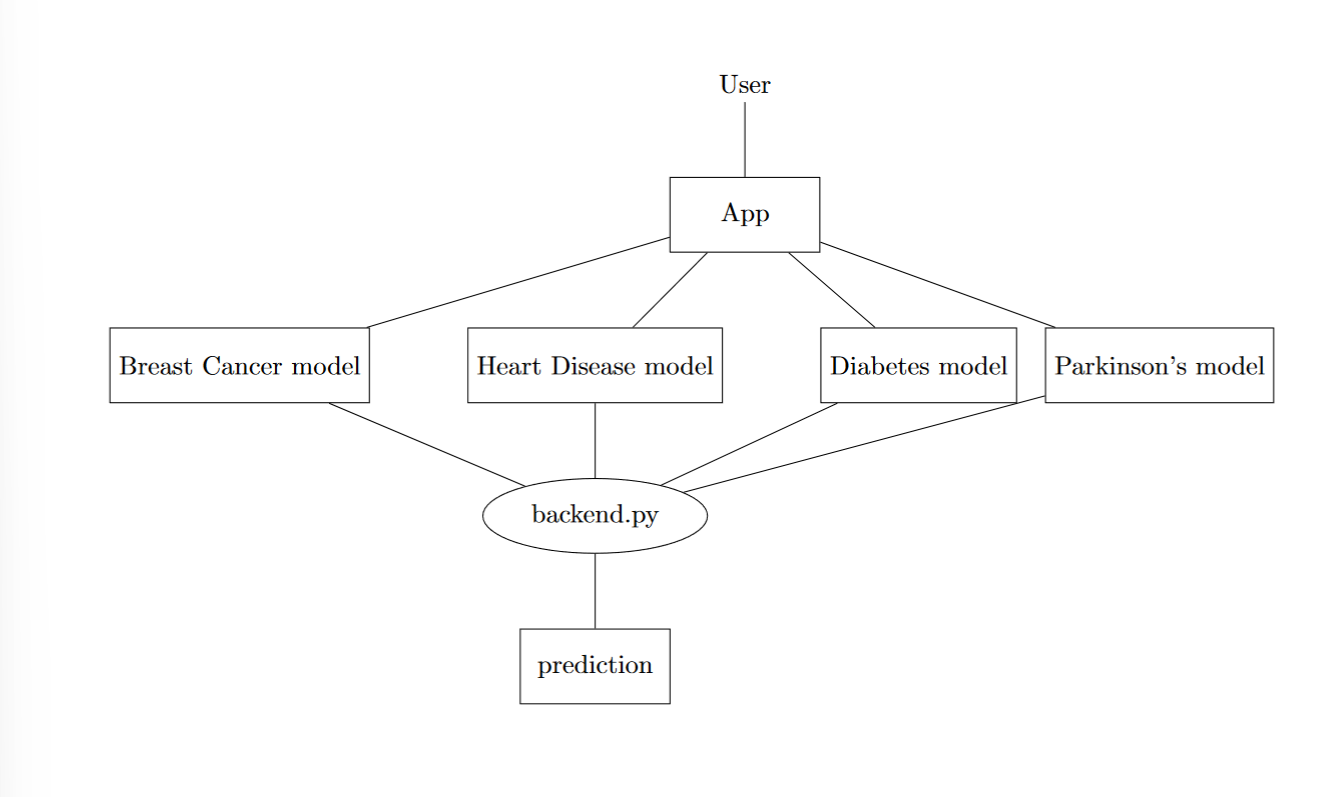 User
App
Breast Cancer model
Heart Disease model
Diabetes model
Parkinson's model
backend.py
prediction